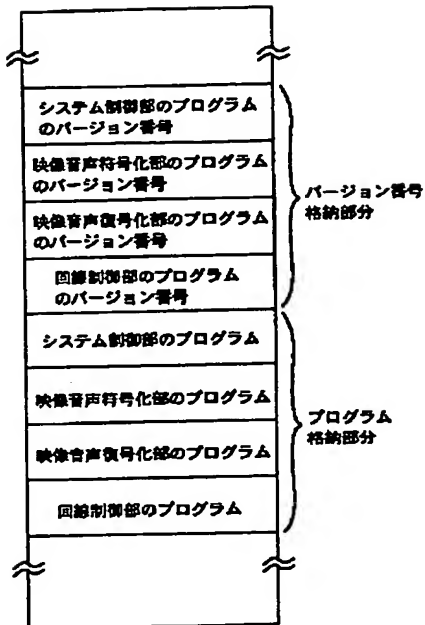 システム制御部のプログラム
のバージョン番号
映像音声符号化部のプログラム
のバージョン番号
映像音声復号化部のプログラム
のバージョン番号
回線制御部のプログラム
のバージョン番号
バージョン番号
格納部分
システム制御部のプログラム
映像音声符号化部のプログラム
映像音声復号化部のプログラム
回線制御部のプログラム
プログラム
格納部分